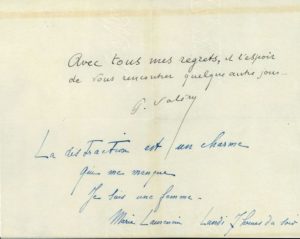 Avec tous mes regrets, et l'espoir
de vous rencontrer quelque autre jour.
P. Valéry
La distraction est un charme
qui me manque
Je suis une femme.
Marie Laurencin Lundi 7 heures du soir